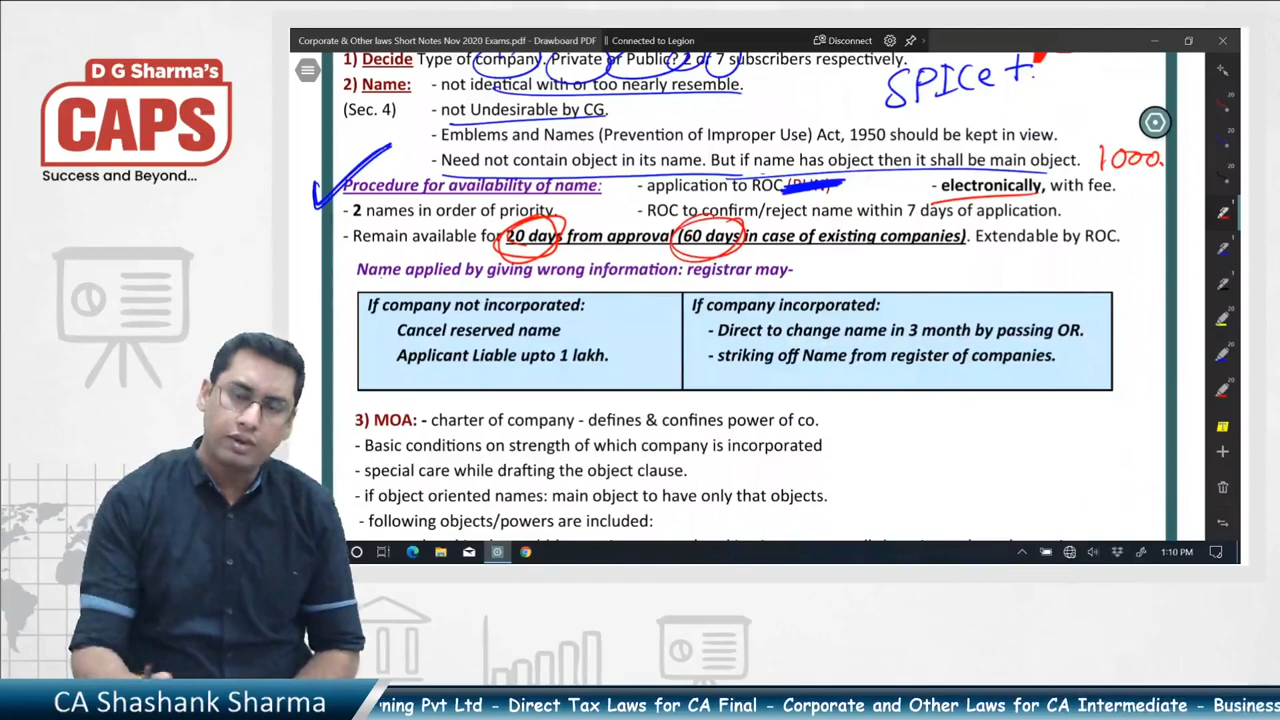 D G Sharma's
CAPS
Success and Beyond...
Corporate & Other laws Short Notes Nov 2020 Exams.pdf - Drawboard PDF || Connected to Legion
Disconnect
1) Decide Type of company. Private or Public? 2 or 7 subscribers respectively.
SPICe +
2) Name: - not identical with or too nearly resemble.
(Sec. 4) - not Undesirable by CG.
- Emblems and Names (Prevention of Improper Use) Act, 1950 should be kept in view.
- Need not contain object in its name. But if name has object then it shall be main object. 1000
Procedure for availability of name: - application to ROC - electronically, with fee.
- 2 names in order of priority. - ROC to confirm/reject name within 7 days of application.
- Remain available for 20 days from approval (60 days in case of existing companies). Extendable by ROC.
Name applied by giving wrong information: registrar may-
If company not incorporated:
Cancel reserved name
Applicant Liable upto 1 lakh.
If company incorporated:
- Direct to change name in 3 month by passing OR.
- striking off Name from register of companies.
3) MOA: - charter of company - defines & confines power of co.
- Basic conditions on strength of which company is incorporated
- special care while drafting the object clause.
- if object oriented names: main object to have only that objects.
- following objects/powers are included:
1:10 PM
CA Shashank Sharma
ning Pvt Ltd - Direct Tax Laws for CA Final - Corporate and Other Laws for CA Intermediate - Business